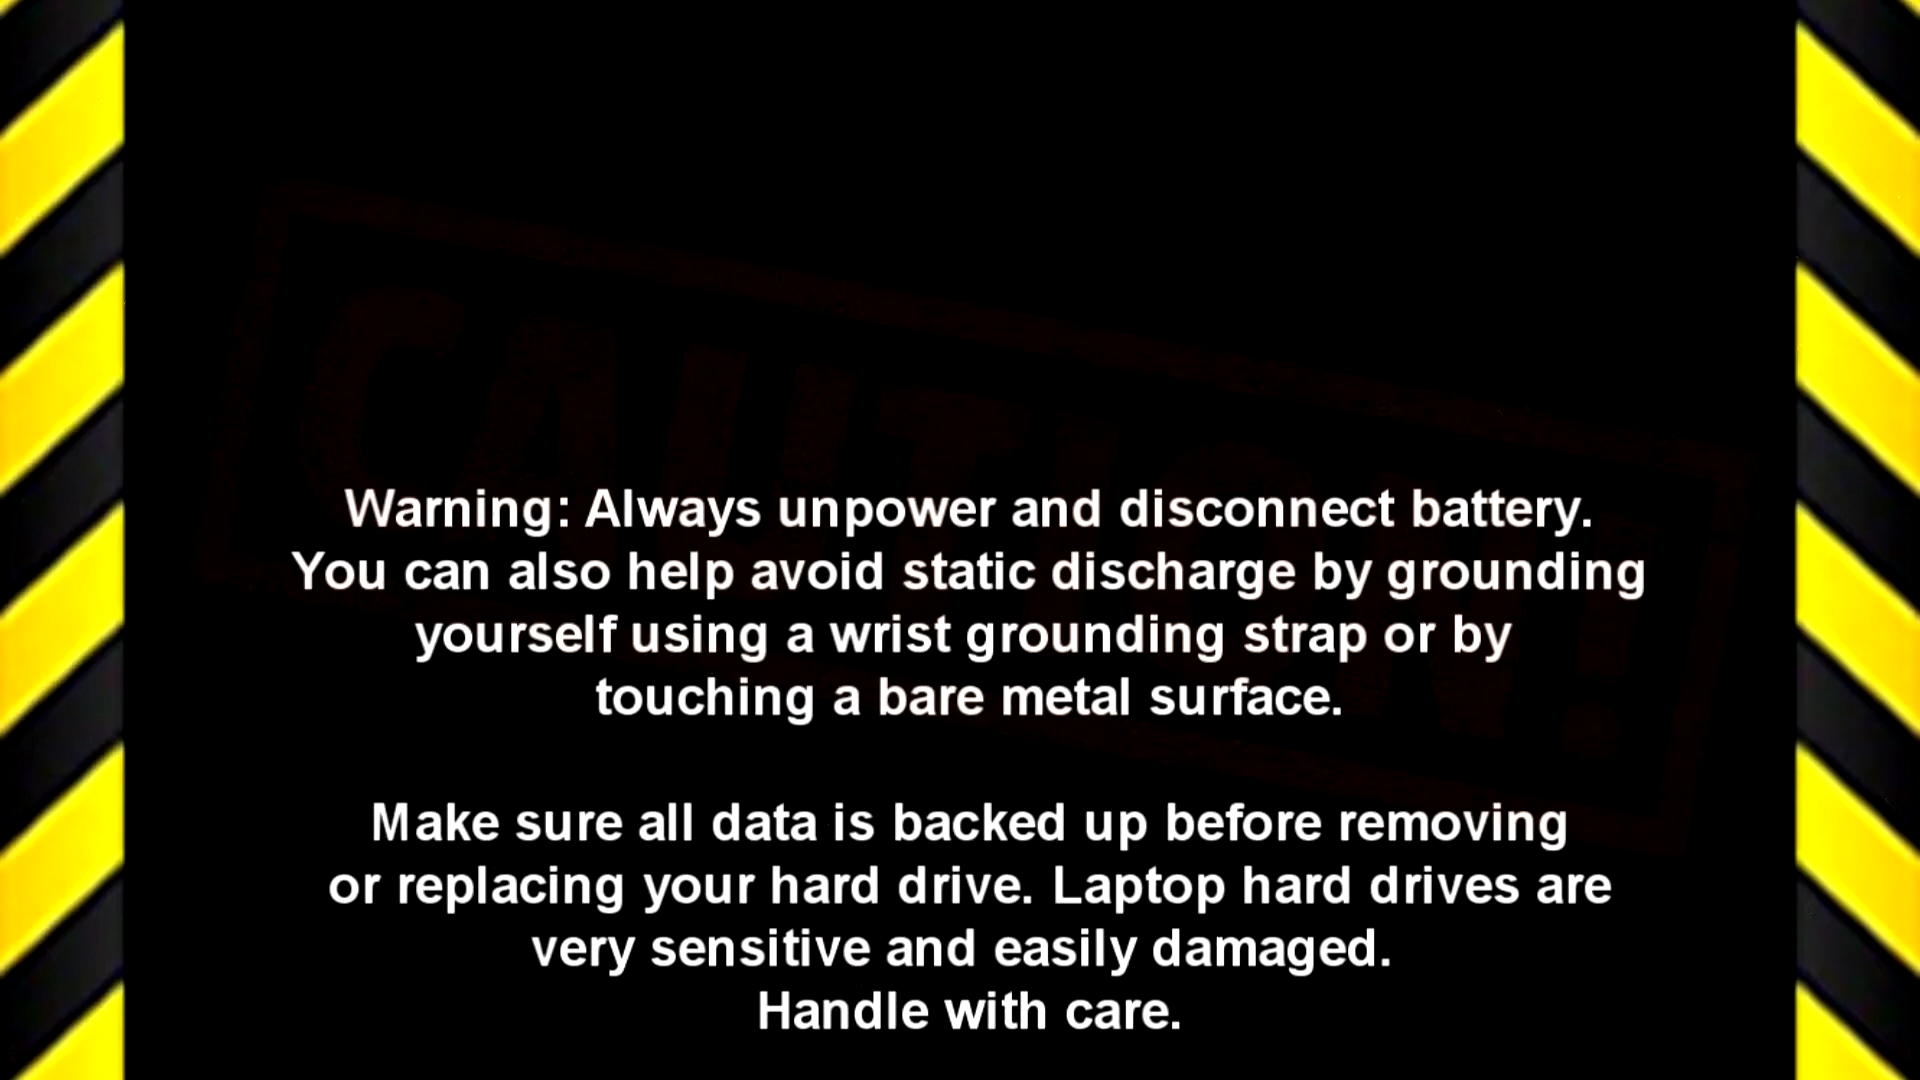 CAUTION!
Warning: Always unpower and disconnect battery.
You can also help avoid static discharge by grounding
yourself using a wrist grounding strap or by
touching a bare metal surface.
Make sure all data is backed up before removing
or replacing your hard drive. Laptop hard drives are
very sensitive and easily damaged.
Handle with care.